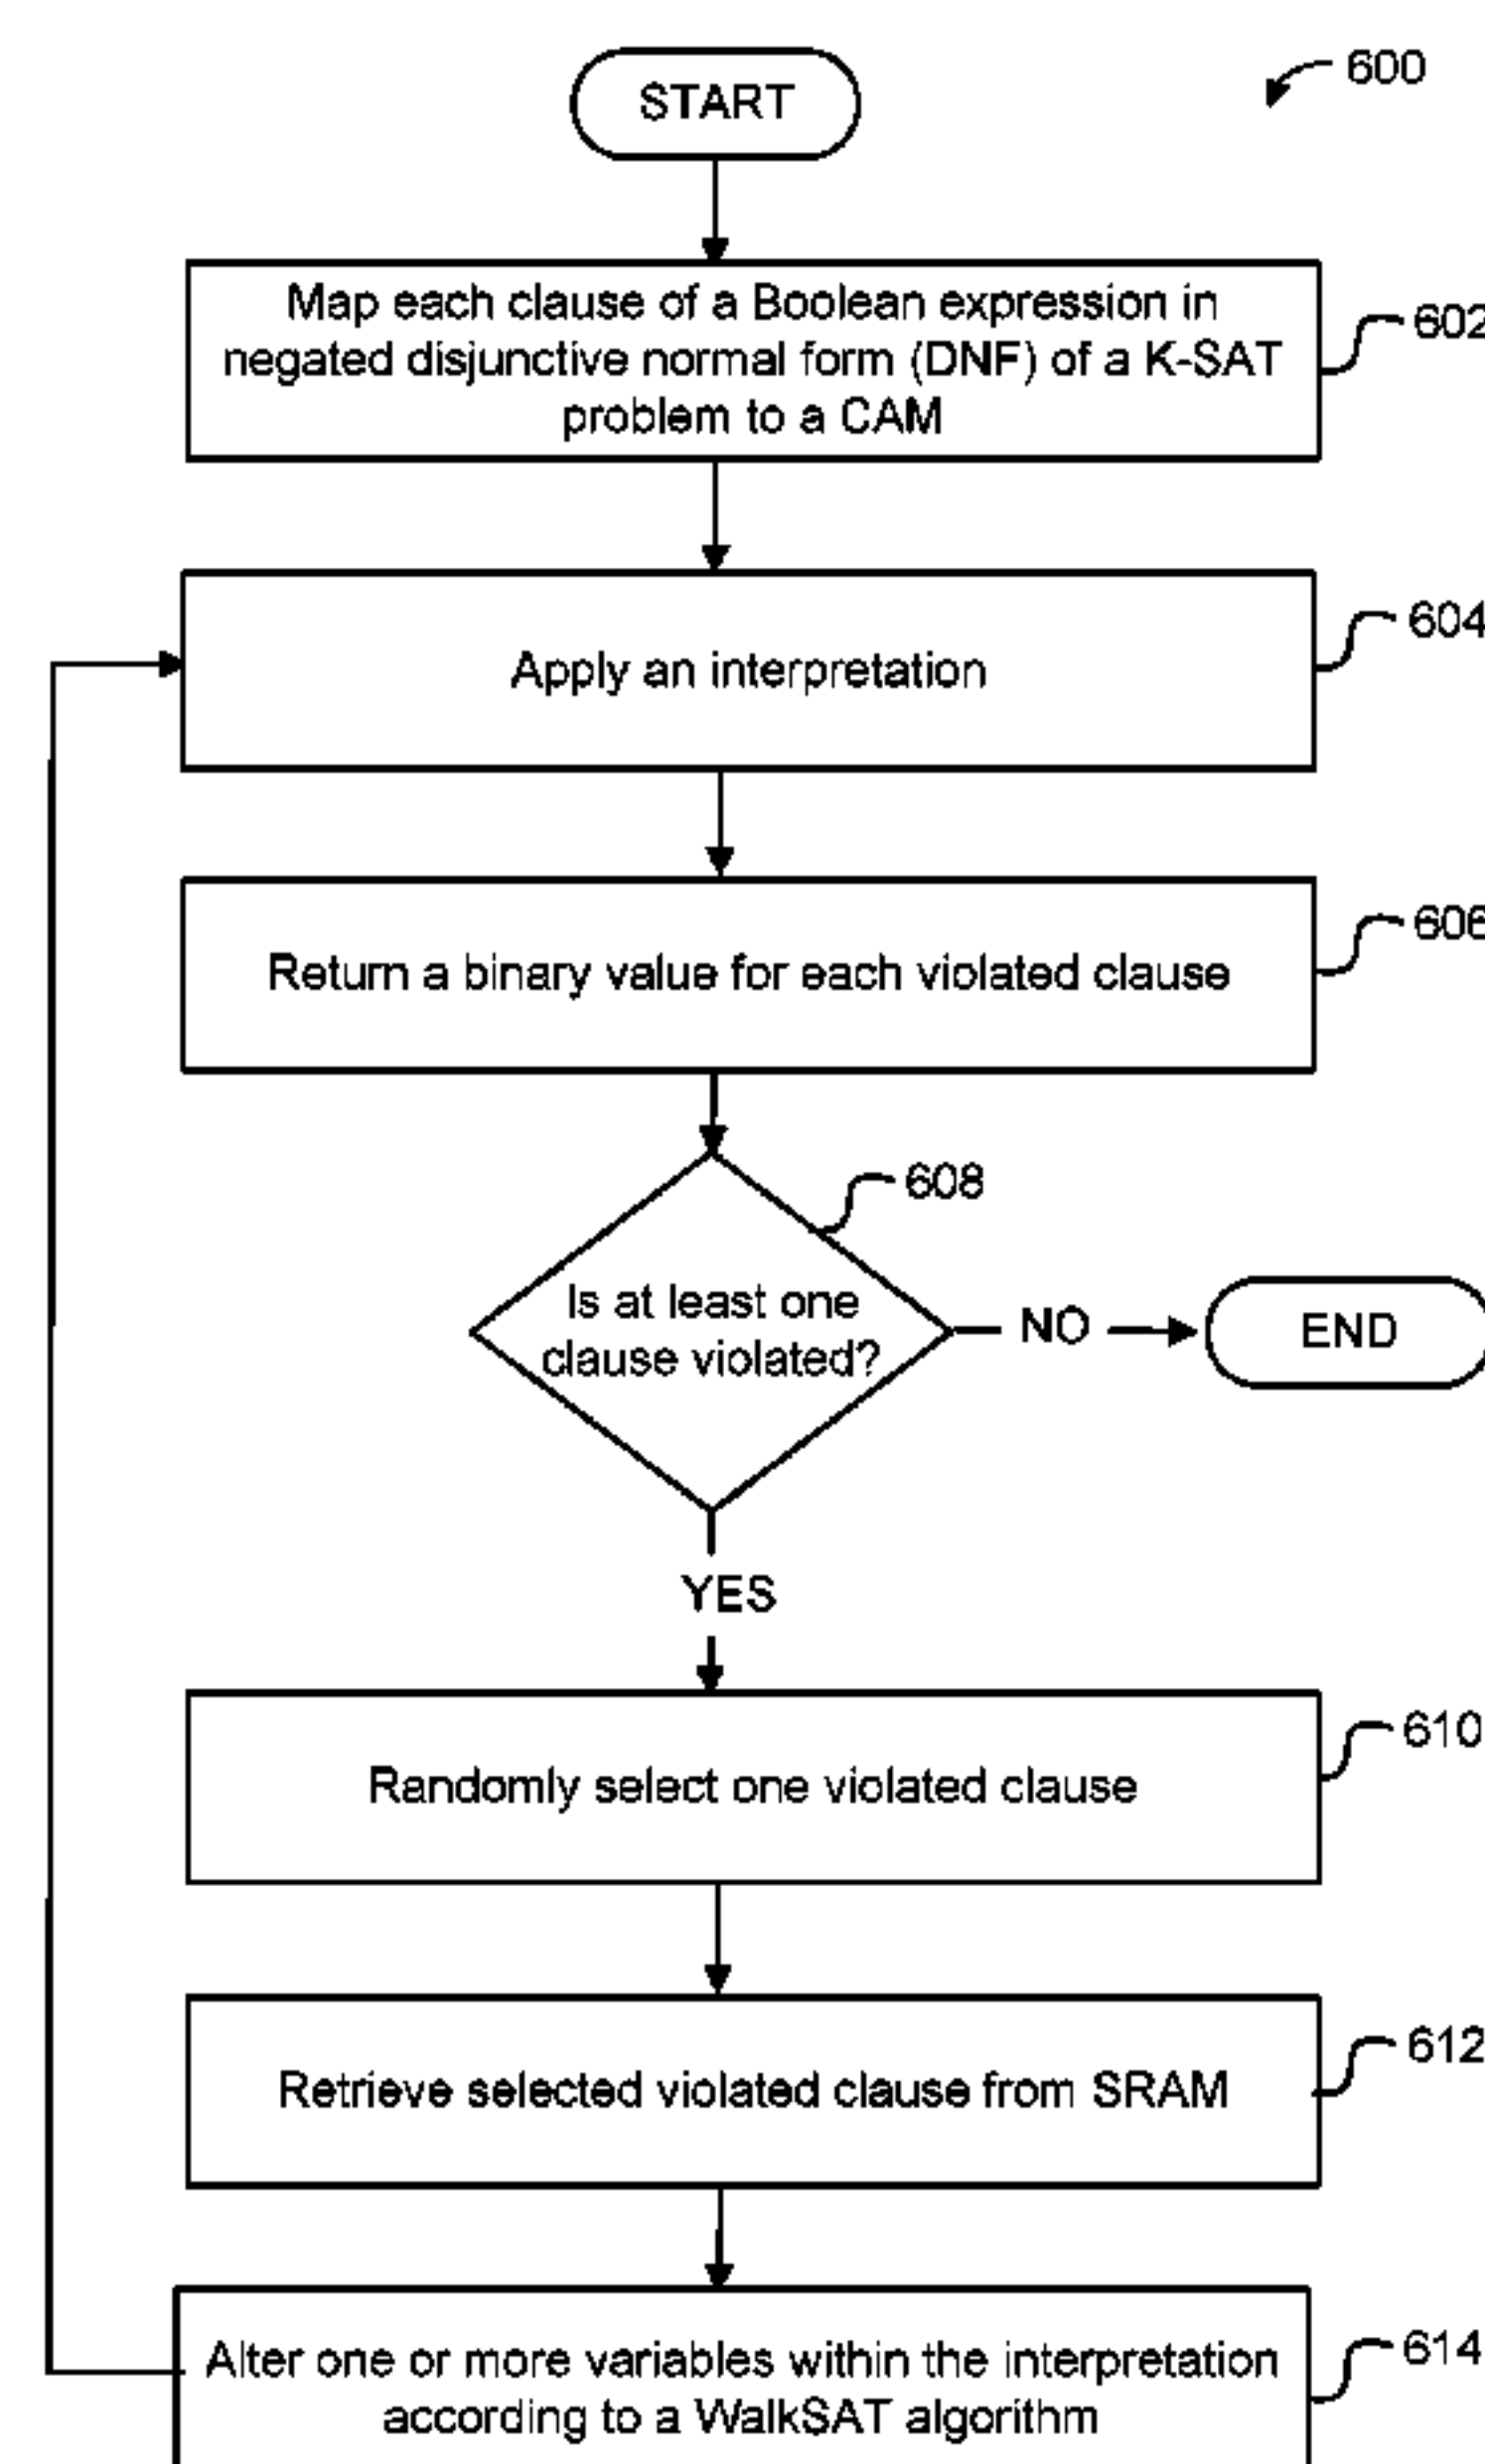 600
START
Map each clause of a Boolean expression in
negated disjunctive normal form (DNF) of a K-SAT
problem to a CAM
602
Apply an interpretation
604
Return a binary value for each violated clause
606
608
Is at least one
clause violated?
NO
END
YES
Randomly select one violated clause
610
Retrieve selected violated clause from SRAM
612
Alter one or more variables within the interpretation
according to a WalkSAT algorithm
614